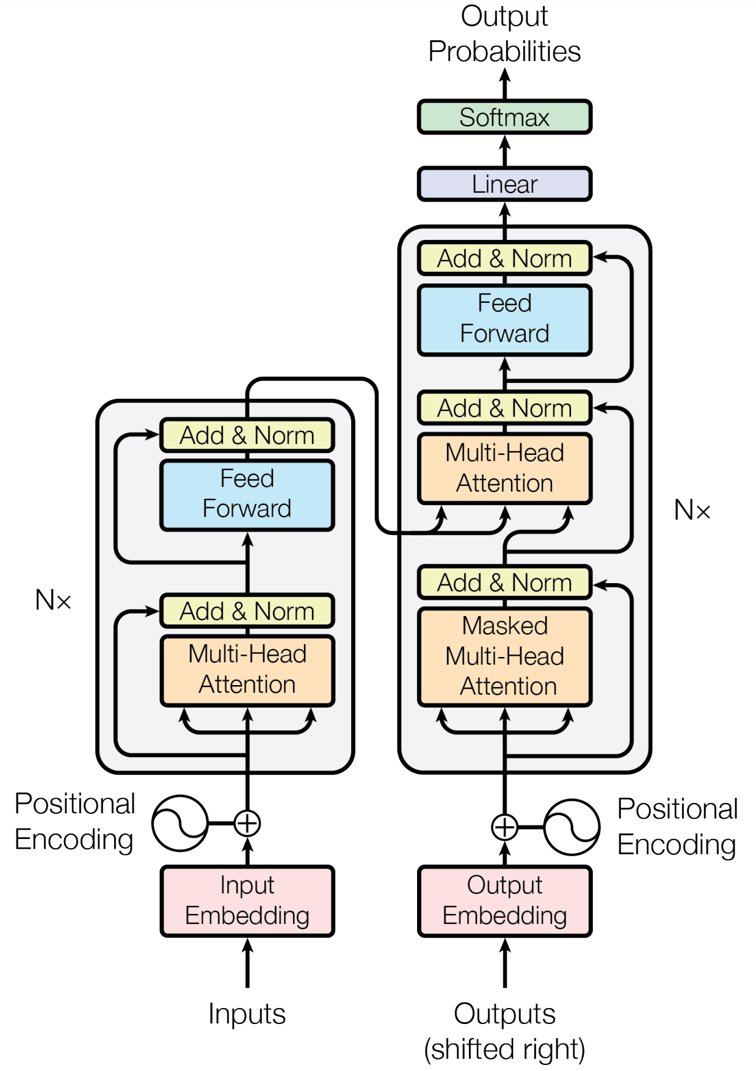 Output
Probabilities
Softmax
Linear
Add & Norm
Feed
Forward
Add & Norm
Multi-Head
Attention
Nx
Add & Norm
Masked
Multi-Head
Attention
Positional
Encoding
Output
Embedding
Outputs
(shifted right)
Add & Norm
Feed
Forward
Nx
Add & Norm
Multi-Head
Attention
Positional
Encoding
Input
Embedding
Inputs